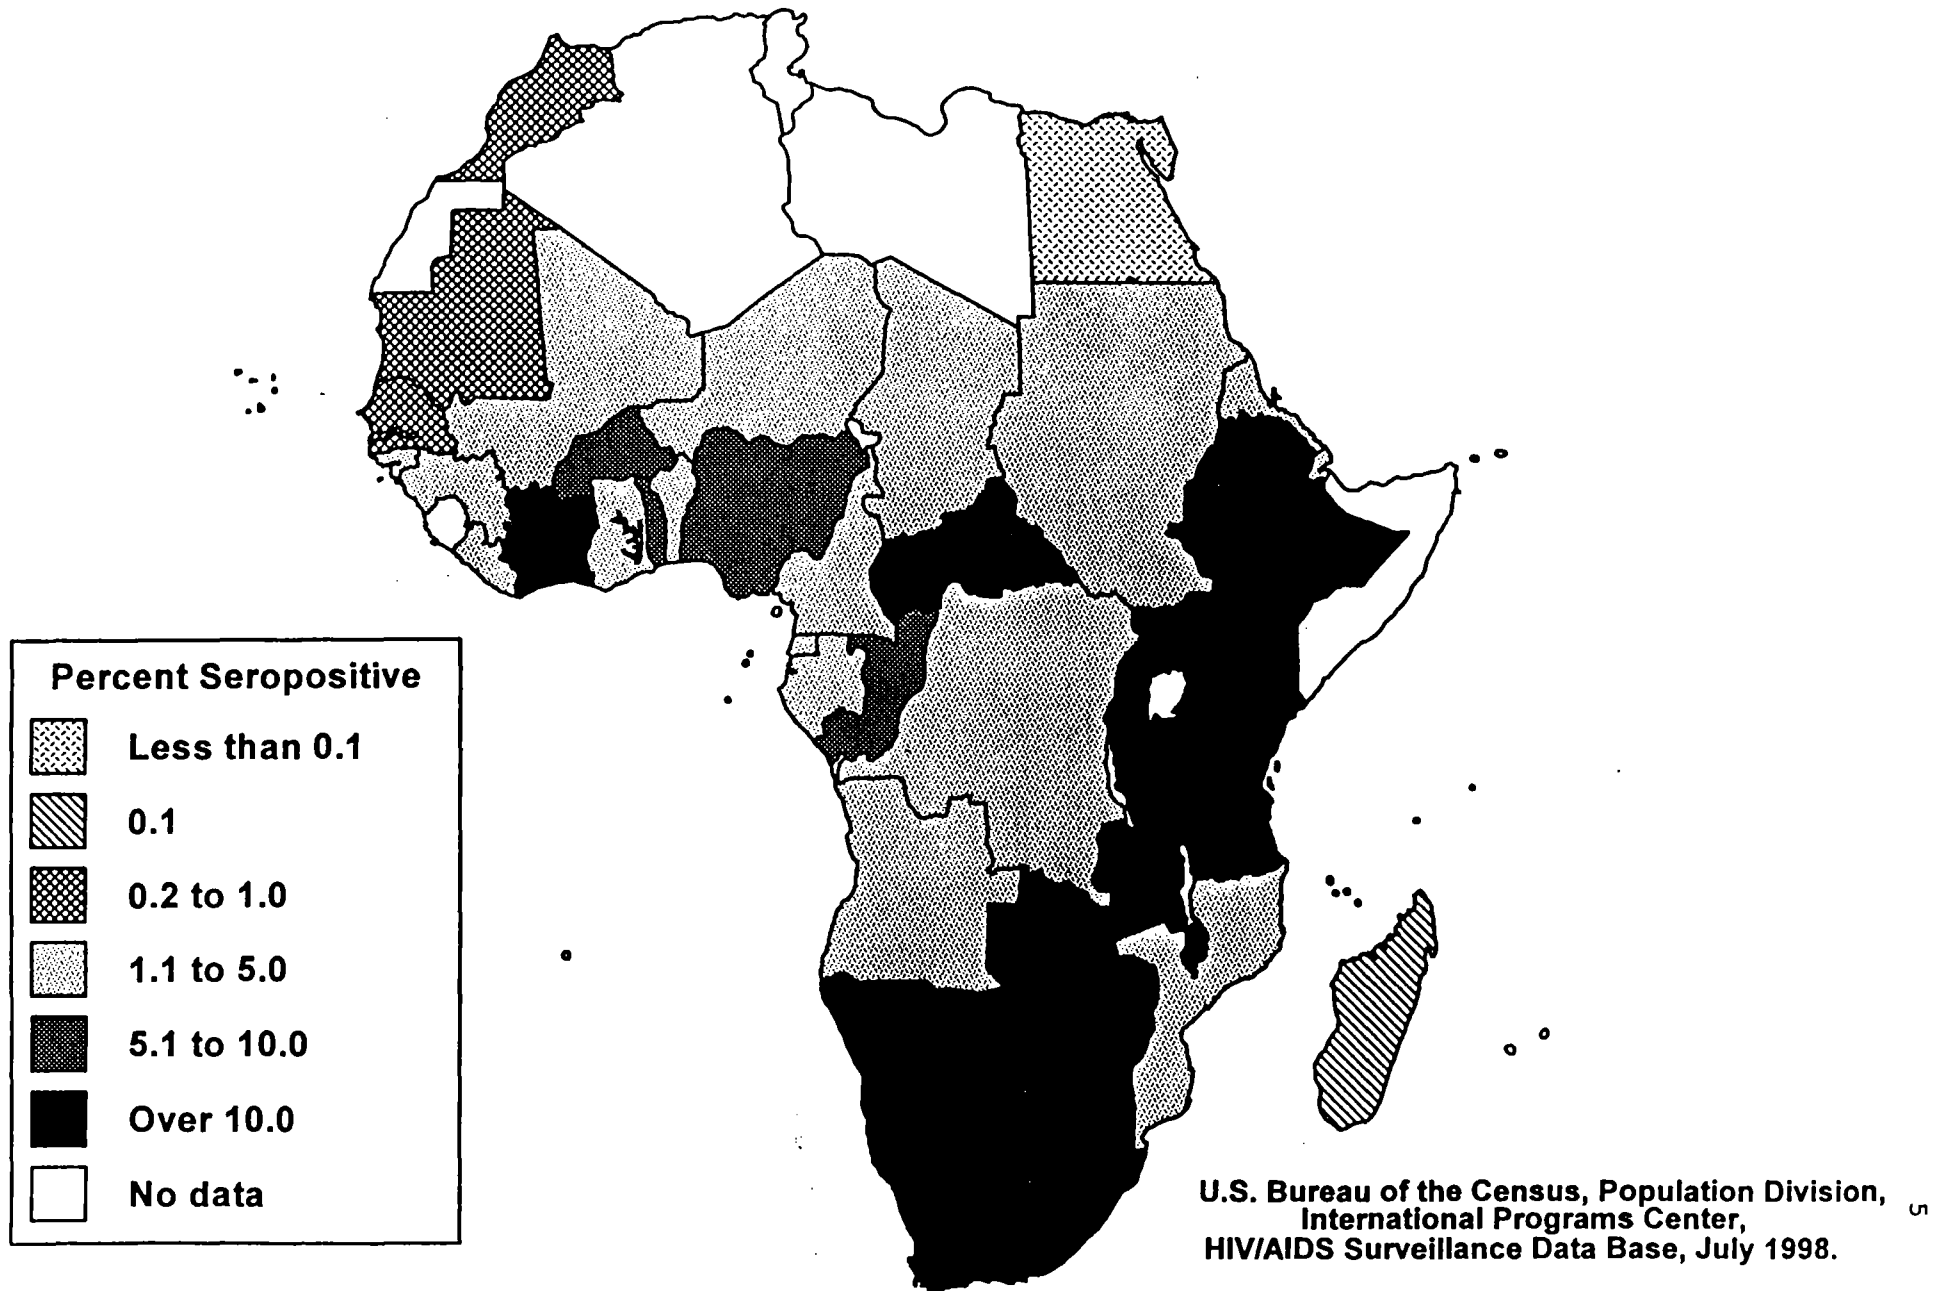 Percent Seropositive
Less than 0.1
0.1
0.2 to 1.0
1.1 to 5.0
5.1 to 10.0
Over 10.0
No data
U.S. Bureau of the Census, Population Division,
International Programs Center,
HIV/AIDS Surveillance Data Base, July 1998.
5